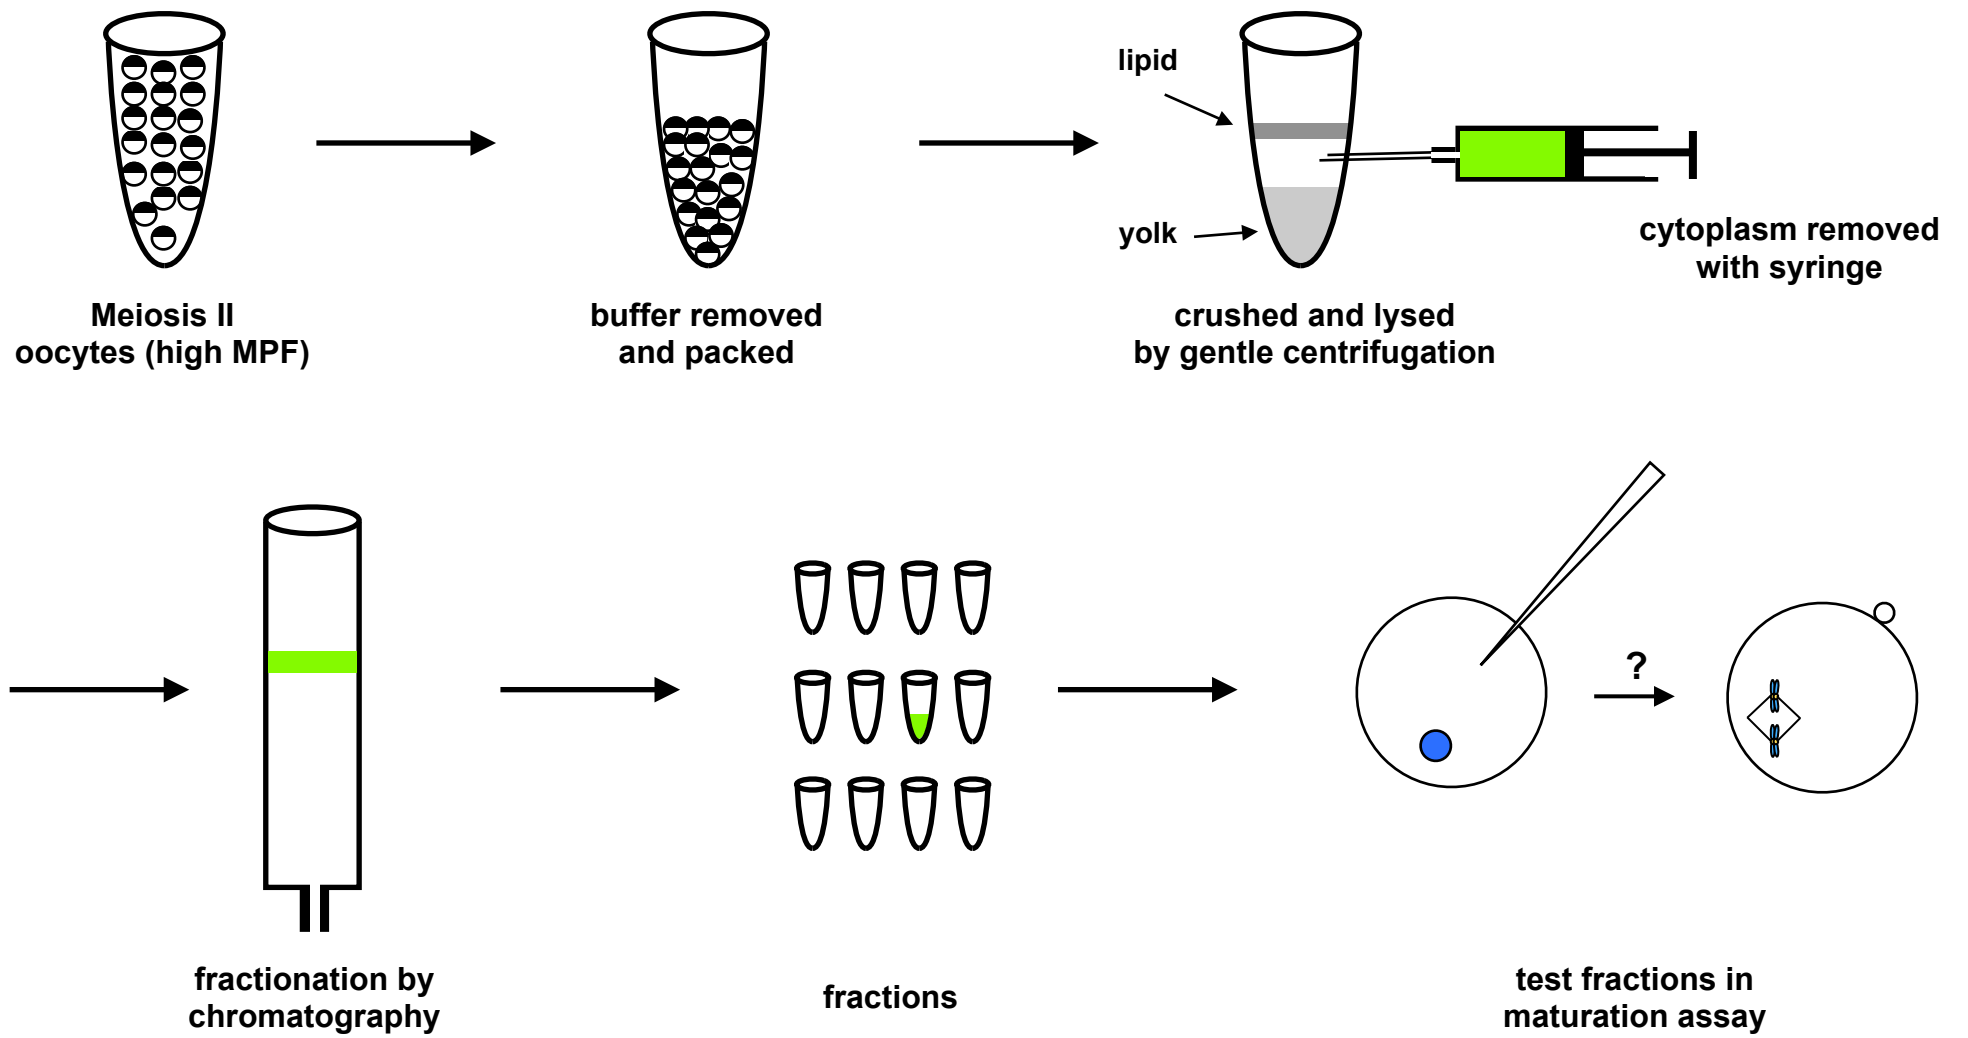 lipid
yolk
cytoplasm removed
with syringe
Meiosis II
oocytes (high MPF)
buffer removed
and packed
crushed and lysed
by gentle centrifugation
?
fractionation by
chromatography
fractions
test fractions in
maturation assay